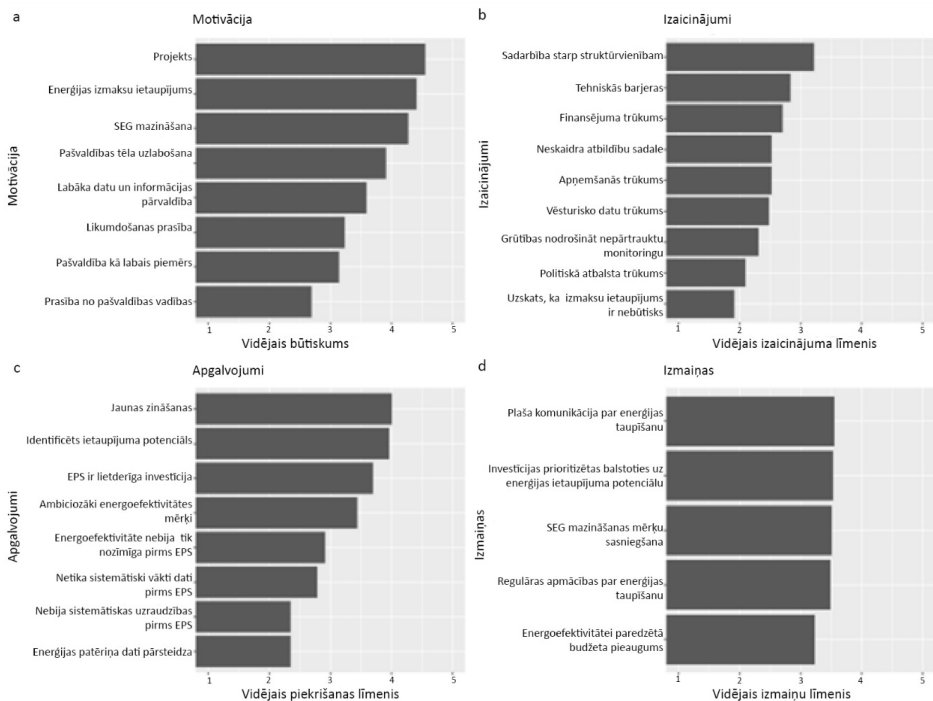 a
Motivācija
Motivācija
Projekts
Enerģijas izmaksu ietaupījums
SEG mazināšana
Pašvaldības tēla uzlabošana
Labāka datu un informācijas
pārvaldība
Likumdošanas prasība
Pašvaldība kā labais piemērs
Prasība no pašvaldības vadības
1 2 3 4 5
Vidējais būtiskums
b
Izaicinājumi
Izaicinājumi
Sadarbība starp struktūrvienībam
Tehniskās barjeras
Finansējuma trūkums
Neskaidra atbildību sadale
Apņemšanās trūkums
Vēsturisko datu trūkums
Grūtības nodrošināt nepārtrauktu
monitoringu
Politiskā atbalsta trūkums
Uzskats, ka izmaksu ietaupījums
ir nebūtisks
1 2 3 4 5
Vidējais izaicinājuma līmenis
c
Apgalvojumi
Apgalvojumi
Jaunas zināšanas
Identificēts ietaupījuma potenciāls
EPS ir lietderīga investīcija
Ambiciozāki energoefektivitātes
mērķi
Energoefektivitāte nebija tik
nozīmīga pirms EPS
Netika sistemātiski vākti dati
pirms EPS
Nebija sistemātiskas uzraudzības
pirms EPS
Enerģijas patēriņa dati pārsteidza
1 2 3 4 5
Vidējais piekrišanas līmenis
d
Izmaiņas
Izmaiņas
Plaša komunikācija par enerģijas
taupīšanu
Investīcijas prioritizētas balstoties uz
enerģijas ietaupījuma potenciālu
SEG mazināšanas mērķu
sasniegšana
Regulāras apmācības par enerģijas
taupīšanu
Energoefektivitātei paredzētā
budžeta pieaugums
1 2 3 4 5
Vidējais izmaiņu līmenis